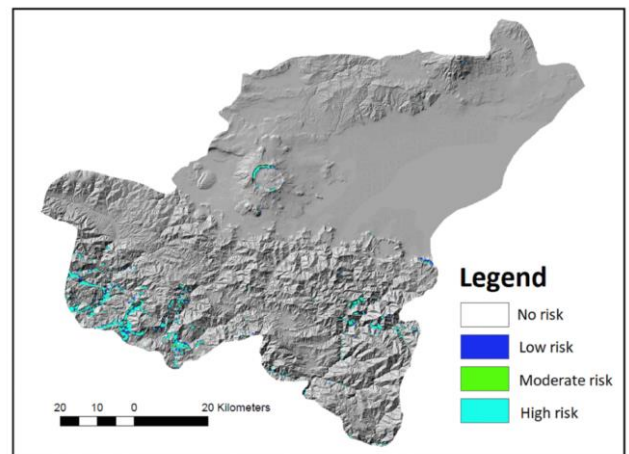 Legend
No risk
Low risk
Moderate risk
High risk
20 10 0 20 Kilometers